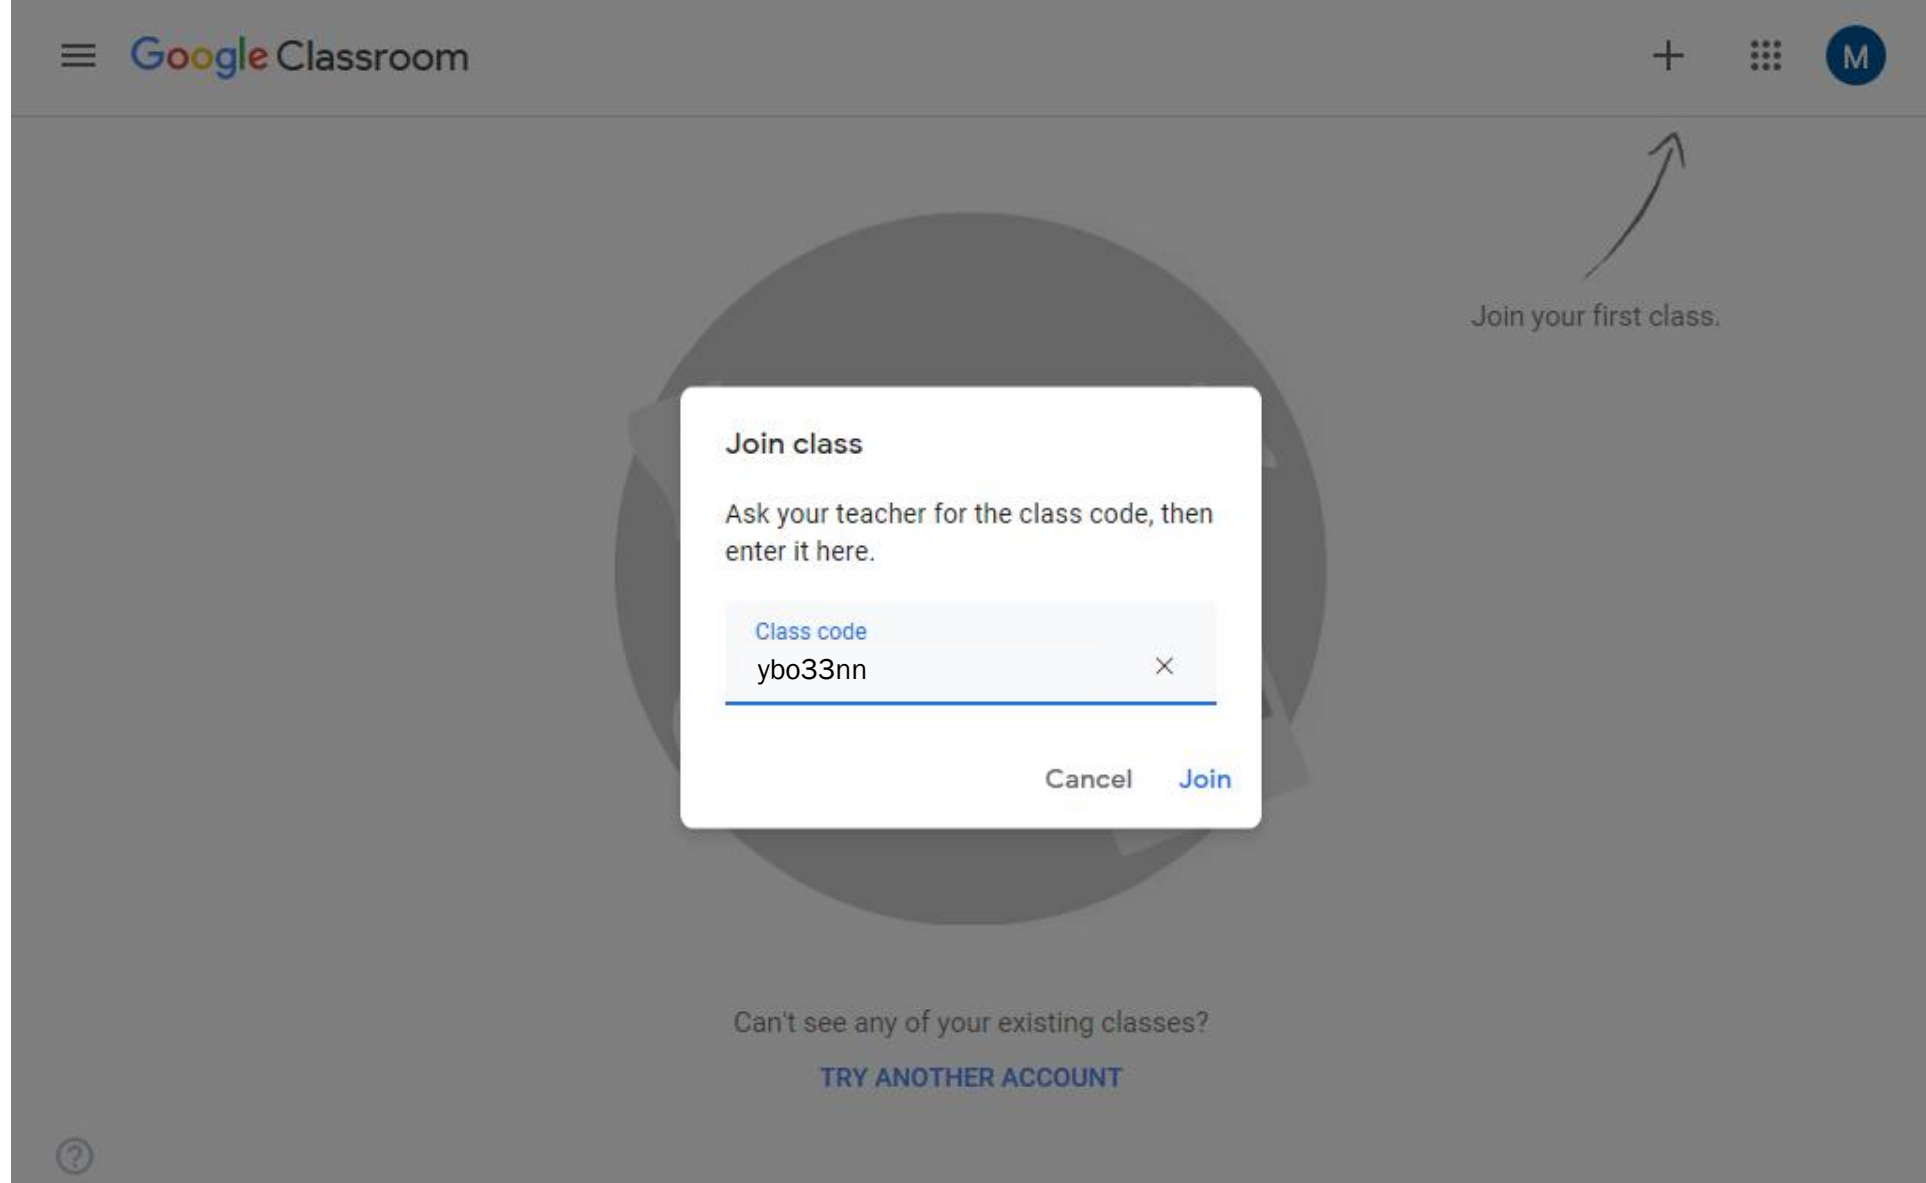 Google Classroom
M
Join your first class.
Join class
Ask your teacher for the class code, then
enter it here.
Class code
ybo33nn
Cancel Join
Can't see any of your existing classes?
TRY ANOTHER ACCOUNT